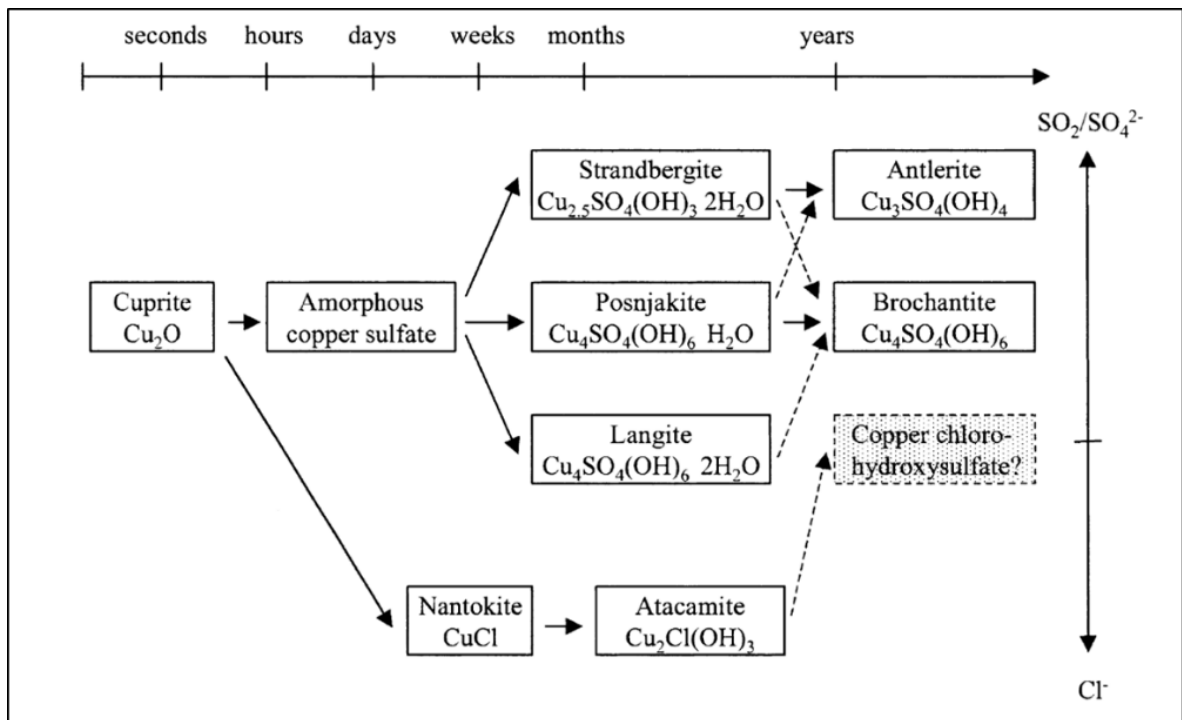 seconds hours days weeks months years
SO₂/SO₄²⁻
Strandbergite
Cu₂.₅SO₄(OH)₃ 2H₂O
Antlerite
Cu₃SO₄(OH)₄
Cuprite
Cu₂O
Amorphous
copper sulfate
Posnjakite
Cu₄SO₄(OH)₆ H₂O
Brochantite
Cu₄SO₄(OH)₆
Langite
Cu₄SO₄(OH)₆ 2H₂O
Copper chloro-
hydroxysulfate?
Nantokite
CuCl
Atacamite
Cu₂Cl(OH)₃
Cl⁻